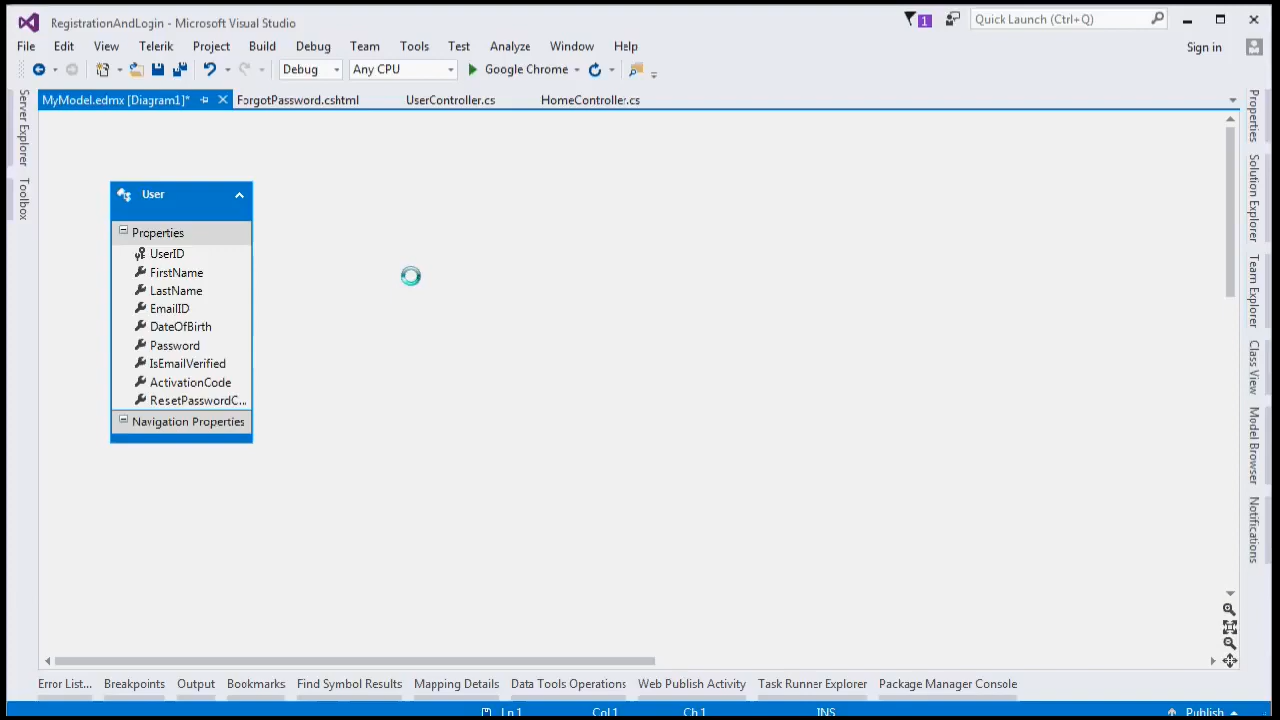 RegistrationAndLogin - Microsoft Visual Studio
1
Quick Launch (Ctrl+Q)
File Edit View Telerik Project Build Debug Team Tools Test Analyze Window Help
Sign in
Debug Any CPU Google Chrome
MyModel.edmx [Diagram1]* ForgotPassword.cshtml UserController.cs HomeController.cs
Server Explorer
Toolbox
User
Properties
UserID
FirstName
LastName
EmailID
DateOfBirth
Password
IsEmailVerified
ActivationCode
ResetPasswordC...
Navigation Properties
Properties
Solution Explorer
Team Explorer
Class View
Model Browser
Notifications
Error List... Breakpoints Output Bookmarks Find Symbol Results Mapping Details Data Tools Operations Web Publish Activity Task Runner Explorer Package Manager Console
Ln 1 Col 1 Ch 1 INS Publish